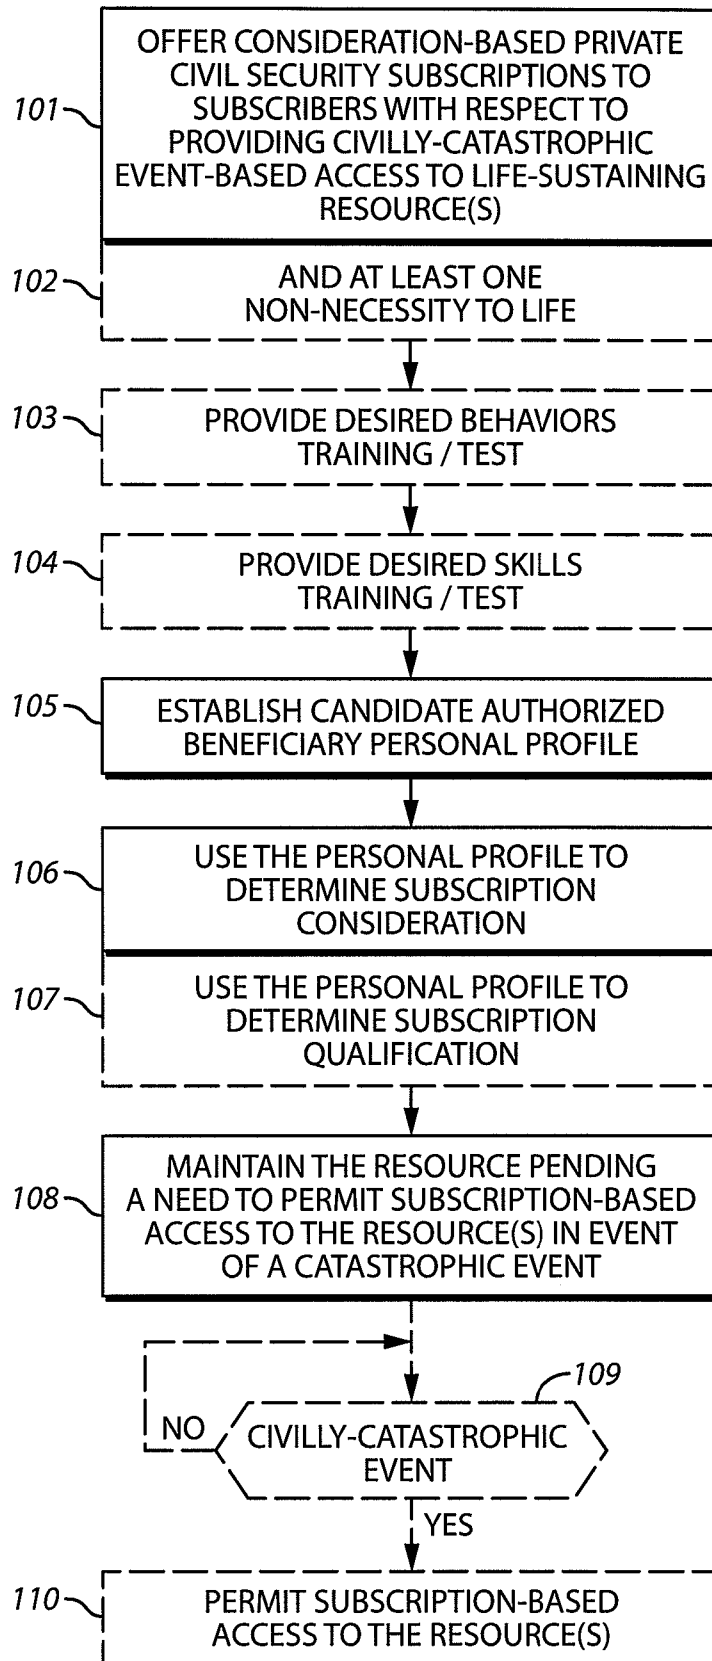 101
OFFER CONSIDERATION-BASED PRIVATE
CIVIL SECURITY SUBSCRIPTIONS TO
SUBSCRIBERS WITH RESPECT TO
PROVIDING CIVILLY-CATASTROPHIC
EVENT-BASED ACCESS TO LIFE-SUSTAINING
RESOURCE(S)
102
AND AT LEAST ONE
NON-NECESSITY TO LIFE
103
PROVIDE DESIRED BEHAVIORS
TRAINING / TEST
104
PROVIDE DESIRED SKILLS
TRAINING / TEST
105
ESTABLISH CANDIDATE AUTHORIZED
BENEFICIARY PERSONAL PROFILE
106
USE THE PERSONAL PROFILE TO
DETERMINE SUBSCRIPTION
CONSIDERATION
107
USE THE PERSONAL PROFILE TO
DETERMINE SUBSCRIPTION
QUALIFICATION
108
MAINTAIN THE RESOURCE PENDING
A NEED TO PERMIT SUBSCRIPTION-BASED
ACCESS TO THE RESOURCE(S) IN EVENT
OF A CATASTROPHIC EVENT
109
NO
CIVILLY-CATASTROPHIC
EVENT
YES
110
PERMIT SUBSCRIPTION-BASED
ACCESS TO THE RESOURCE(S)